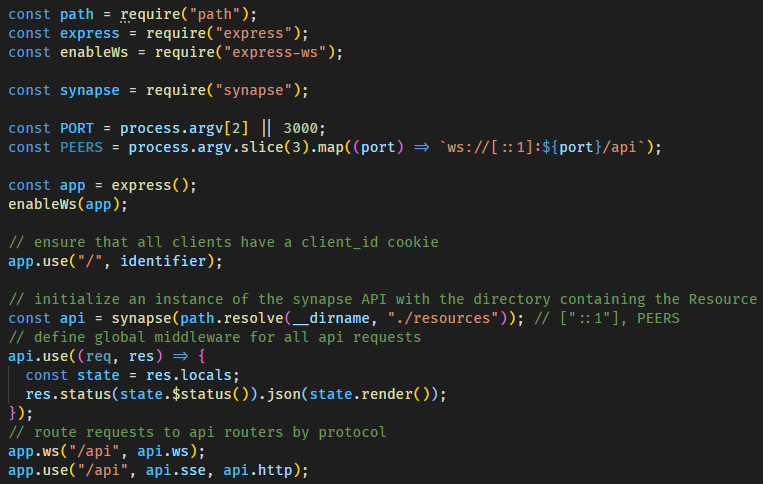 const path = require("path");
const express = require("express");
const enableWs = require("express-ws");
const synapse = require("synapse");
const PORT = process.argv[2] || 3000;
const PEERS = process.argv.slice(3).map((port) => `ws://[::1]:${port}/api`);
const app = express();
enableWs(app);
// ensure that all clients have a client_id cookie
app.use("/", identifier);
// initialize an instance of the synapse API with the directory containing the Resource
const api = synapse(path.resolve(__dirname, "./resources")); // ["::1"], PEERS
// define global middleware for all api requests
api.use((req, res) => {
  const state = res.locals;
  res.status(state.$status()).json(state.render());
});
// route requests to api routers by protocol
app.ws("/api", api.ws);
app.use("/api", api.sse, api.http);